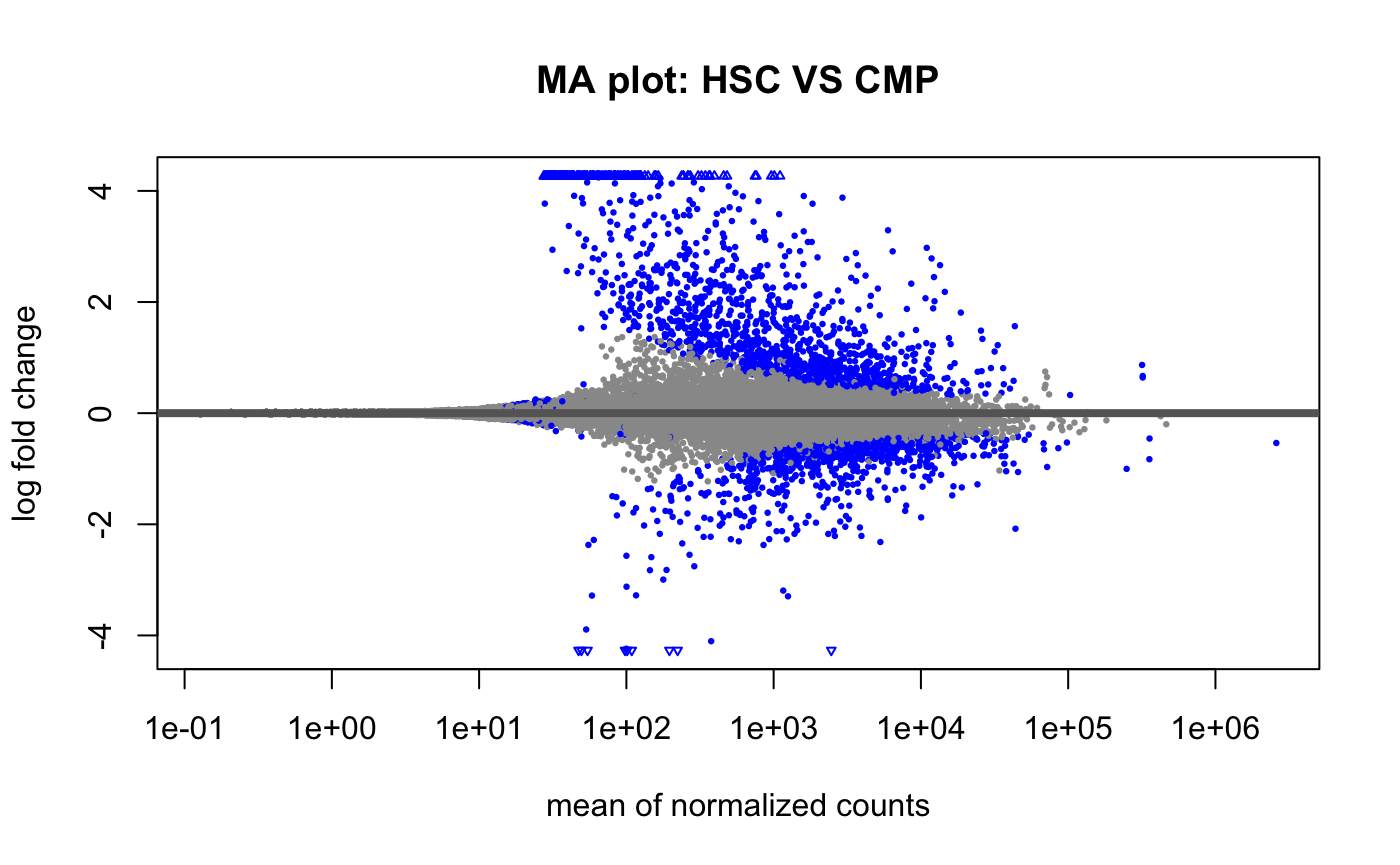 MA plot: HSC VS CMP
log fold change
4
2
0
-2
-4
1e-01 1e+00 1e+01 1e+02 1e+03 1e+04 1e+05 1e+06
mean of normalized counts